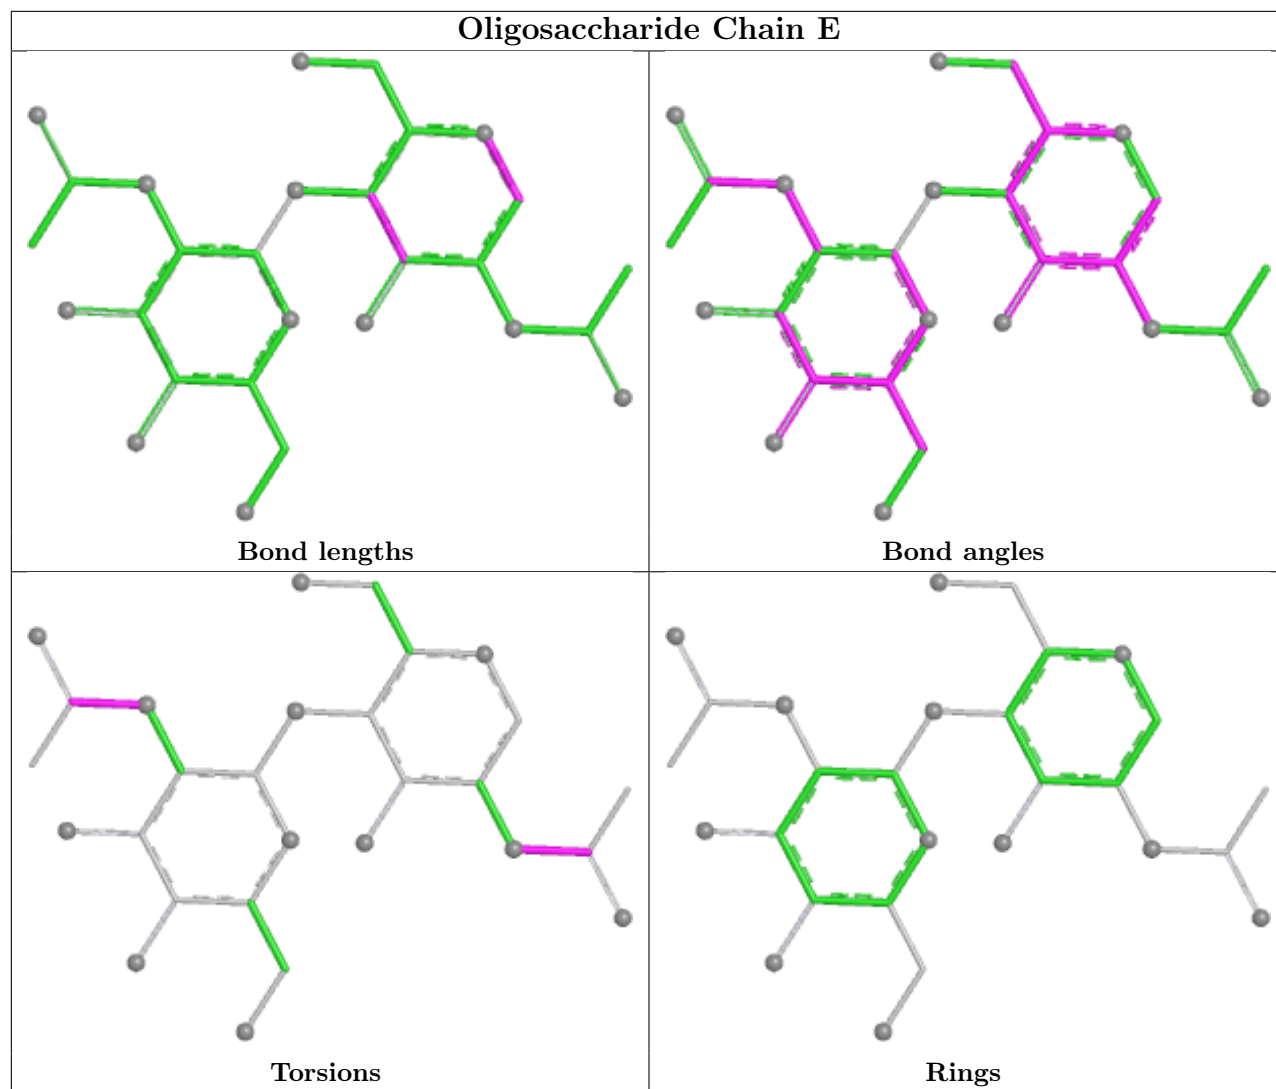 Oligosaccharide Chain E
Bond lengths
Bond angles
Torsions
Rings